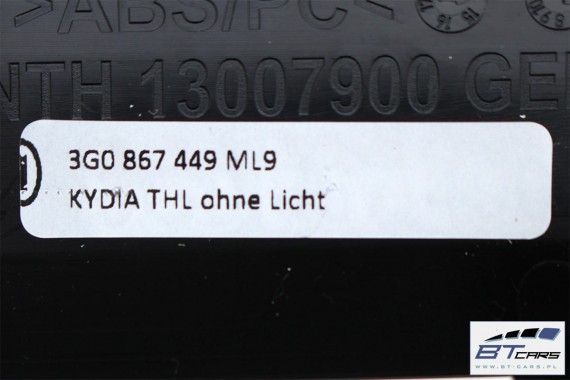 >ABS/PC<
NTH 13007900 GE
3G0 867 449 ML9
KYDIA THL ohne Licht
BTCARS
WWW.BT-CARS.PL